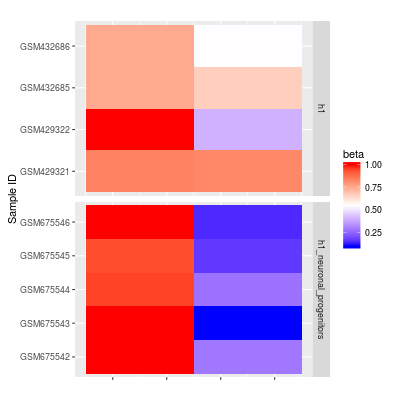 GSM432686
GSM432685
GSM429322
GSM429321
h1
GSM675546
GSM675545
GSM675544
GSM675543
GSM675542
h1_neuronal_progenitors
Sample ID
beta
1.00
0.75
0.50
0.25